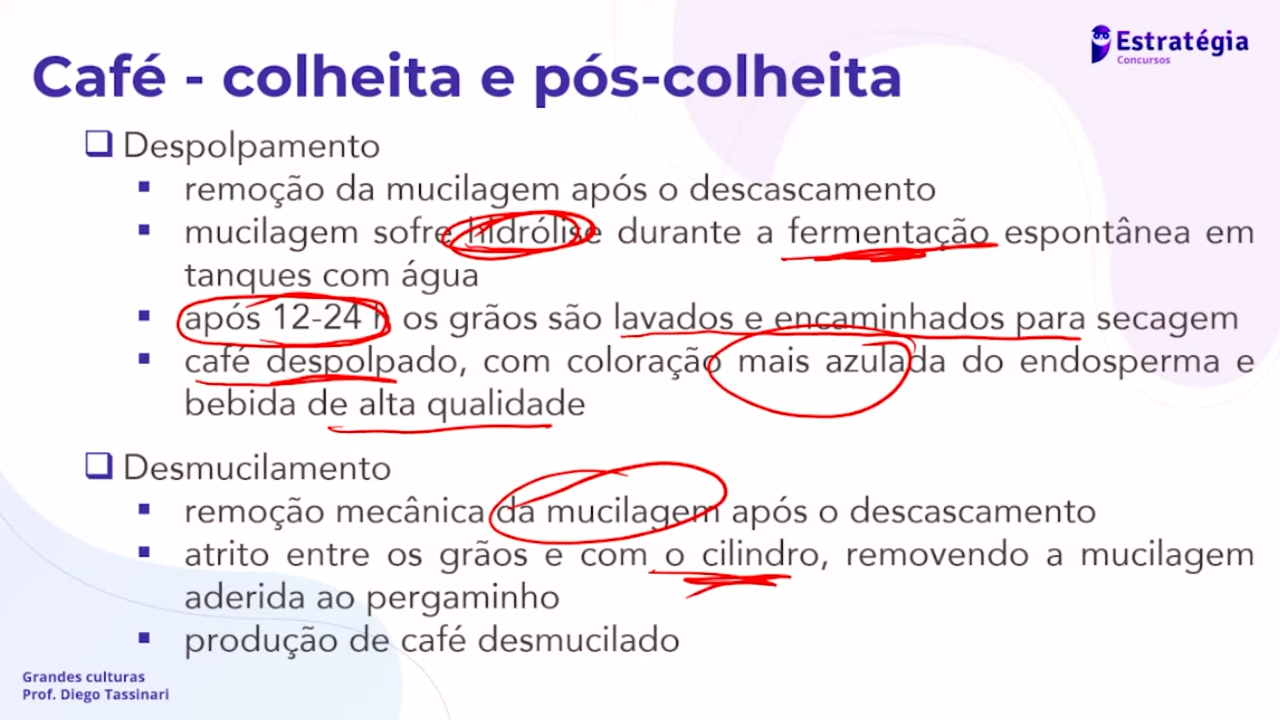 Estratégia
Concursos
Café - colheita e pós-colheita
Despolpamento
remoção da mucilagem após o descascamento
mucilagem sofre hidrólise durante a fermentação espontânea em
tanques com água
após 12-24 h os grãos são lavados e encaminhados para secagem
café despolpado, com coloração mais azulada do endosperma e
bebida de alta qualidade
Desmucilamento
remoção mecânica da mucilagem após o descascamento
atrito entre os grãos e com o cilindro, removendo a mucilagem
aderida ao pergaminho
produção de café desmucilado
Grandes culturas
Prof. Diego Tassinari